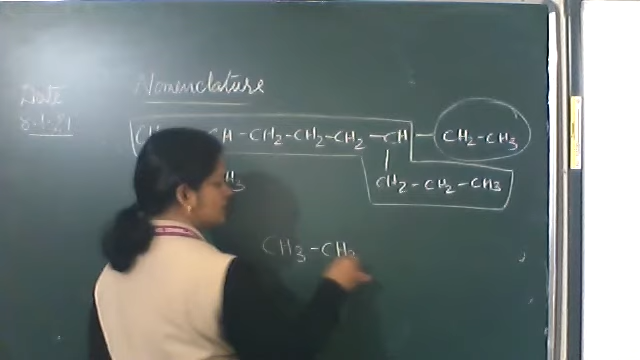 Nomenclature
Date
CH - CH₂ - CH₂ - CH₂ - CH - CH₂ - CH₃
CH₂ - CH₂ - CH₃
CH₃ - CH₂